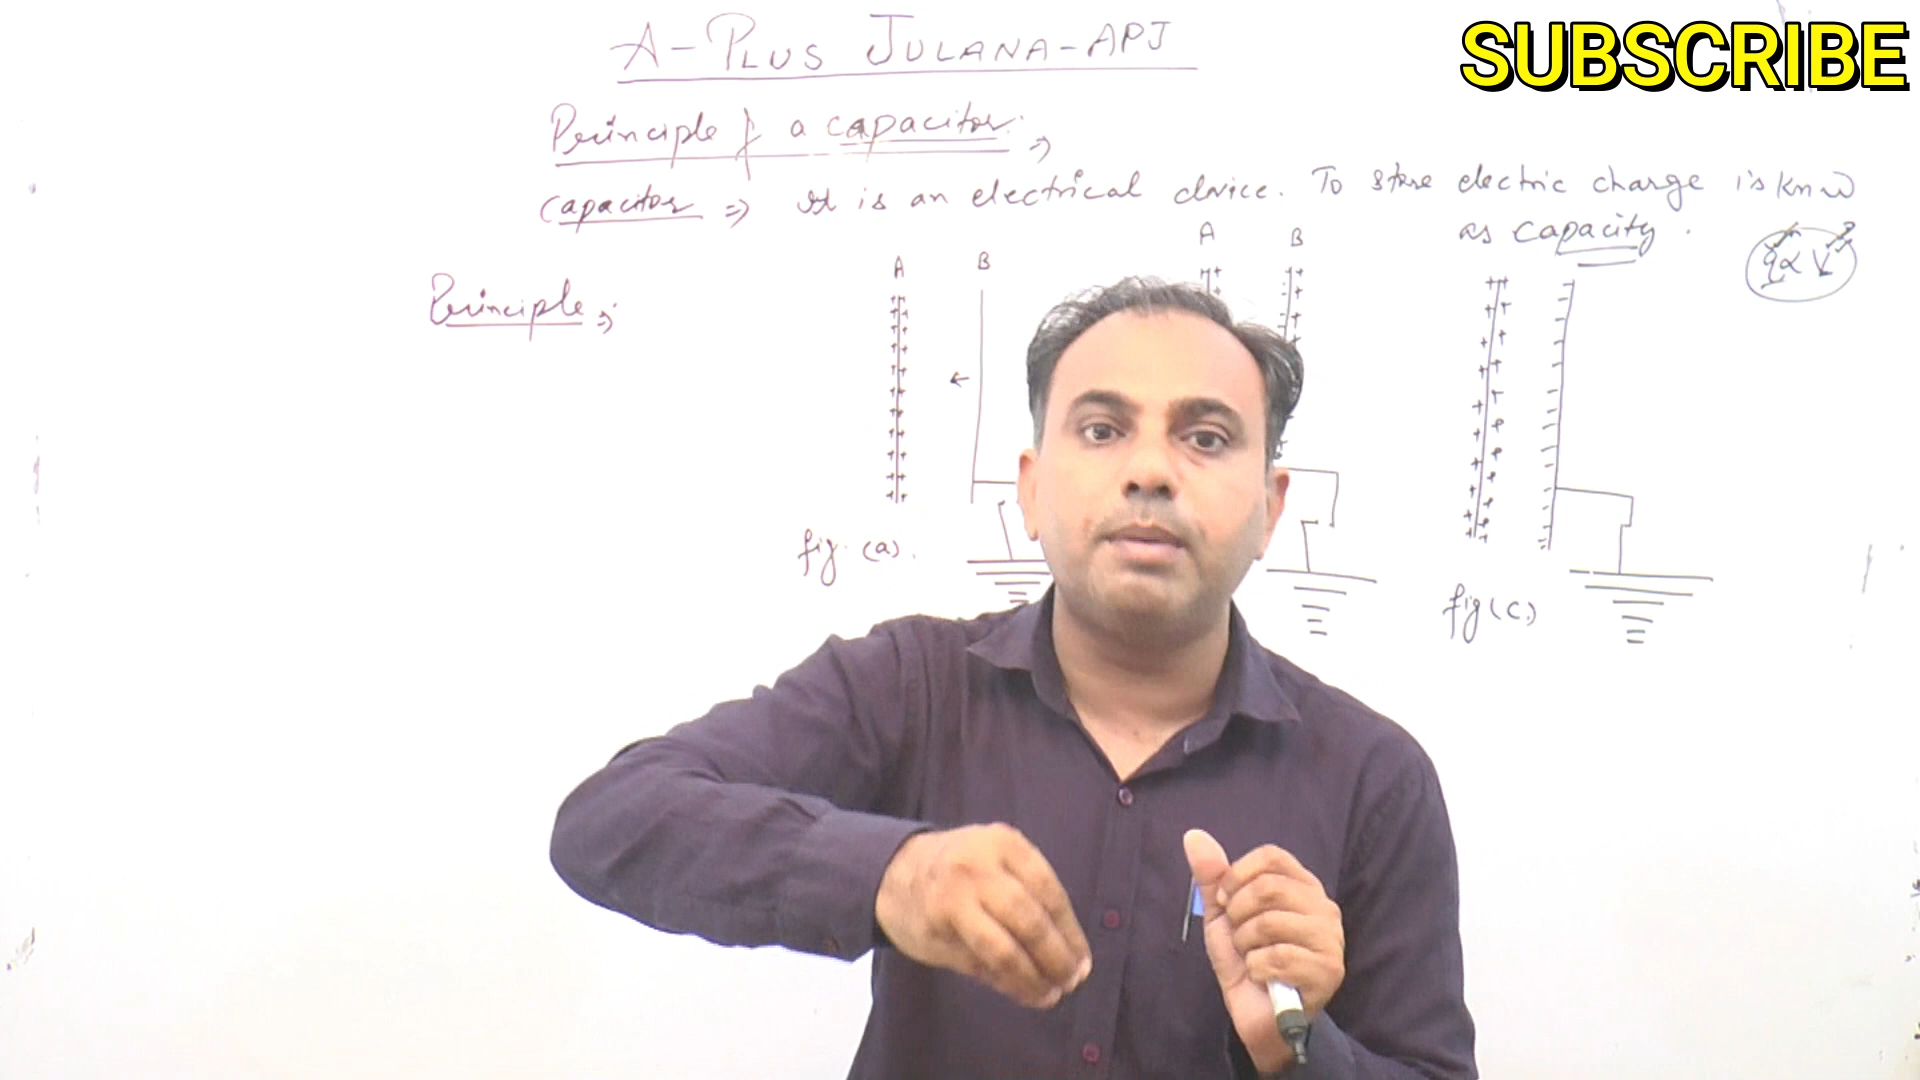 A-PLUS JULANA-APJ
SUBSCRIBE
Principle of a capacitor :⇒
Capacitor ⇒ It is an electrical device. To store electric charge is know
as capacity.
A B
A B
q∝V
Principle ⇒
fig. (a).
fig (c)